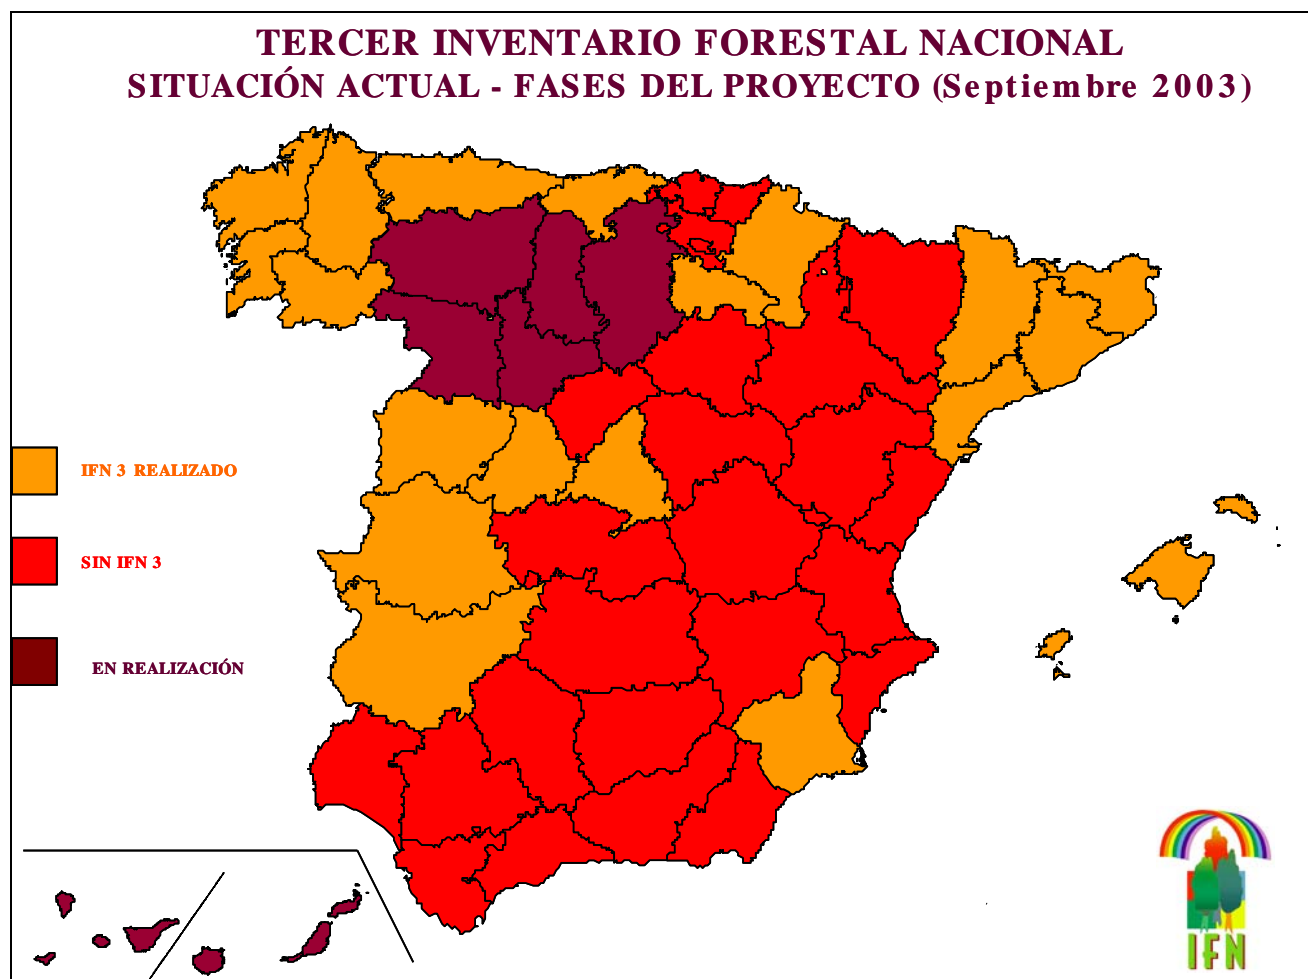 TERCER INVENTARIO FORESTAL NACIONAL
SITUACIÓN ACTUAL - FASES DEL PROYECTO (Septiembre 2003)
IFN 3 REALIZADO
SIN IFN 3
EN REALIZACIÓN
IFN